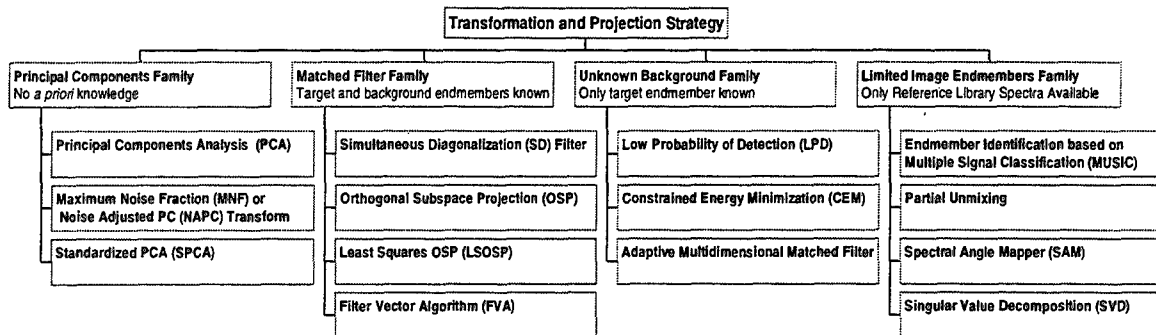 Transformation and Projection Strategy
Principal Components Family
No a priori knowledge
Principal Components Analysis (PCA)
Maximum Noise Fraction (MNF) or
Noise Adjusted PC (NAPC) Transform
Standardized PCA (SPCA)
Matched Filter Family
Target and background endmembers known
Simultaneous Diagonalization (SD) Filter
Orthogonal Subspace Projection (OSP)
Least Squares OSP (LSOSP)
Filter Vector Algorithm (FVA)
Unknown Background Family
Only target endmember known
Low Probability of Detection (LPD)
Constrained Energy Minimization (CEM)
Adaptive Multidimensional Matched Filter
Limited Image Endmembers Family
Only Reference Library Spectra Available
Endmember Identification based on
Multiple Signal Classification (MUSIC)
Partial Unmixing
Spectral Angle Mapper (SAM)
Singular Value Decomposition (SVD)